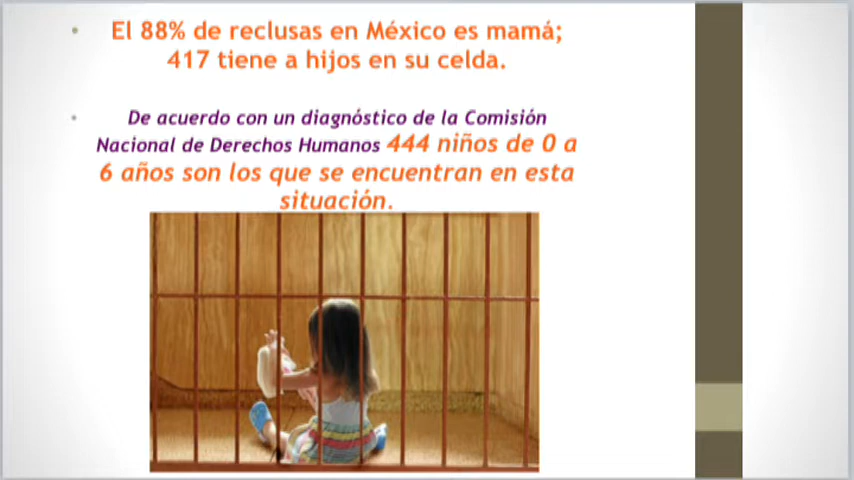 El 88% de reclusas en México es mamá;
417 tiene a hijos en su celda.
De acuerdo con un diagnóstico de la Comisión
Nacional de Derechos Humanos 444 niños de 0 a
6 años son los que se encuentran en esta
situación.